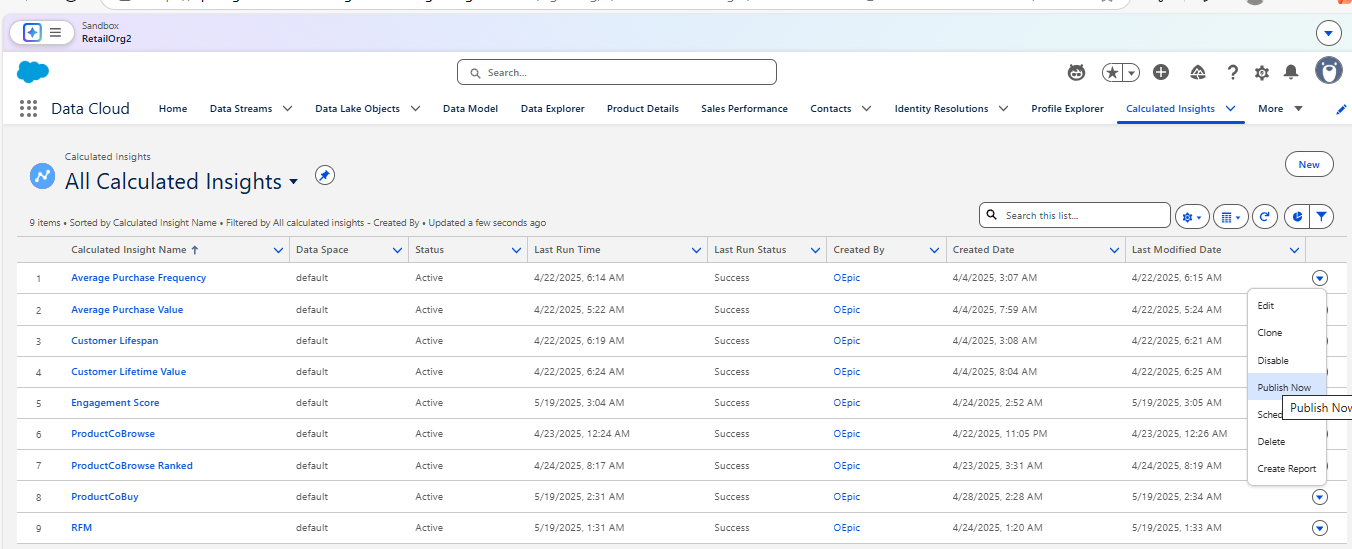 Sandbox
RetailOrg2
Search...
Data Cloud Home Data Streams Data Lake Objects Data Model Data Explorer Product Details Sales Performance Contacts Identity Resolutions Profile Explorer Calculated Insights More
Calculated Insights
All Calculated Insights
New
9 items • Sorted by Calculated Insight Name • Filtered by All calculated insights - Created By • Updated a few seconds ago
Search this list...
Calculated Insight Name Data Space Status Last Run Time Last Run Status Created By Created Date Last Modified Date
1 Average Purchase Frequency default Active 4/22/2025, 6:14 AM Success OEpic 4/4/2025, 3:07 AM 4/22/2025, 6:15 AM
2 Average Purchase Value default Active 4/22/2025, 5:22 AM Success OEpic 4/4/2025, 7:59 AM 4/22/2025, 5:24 AM
3 Customer Lifespan default Active 4/22/2025, 6:19 AM Success OEpic 4/4/2025, 3:08 AM 4/22/2025, 6:21 AM
4 Customer Lifetime Value default Active 4/22/2025, 6:24 AM Success OEpic 4/4/2025, 8:04 AM 4/22/2025, 6:25 AM
5 Engagement Score default Active 5/19/2025, 3:04 AM Success OEpic 4/24/2025, 2:52 AM 5/19/2025, 3:05 AM
6 ProductCoBrowse default Active 4/23/2025, 12:24 AM Success OEpic 4/22/2025, 11:05 PM 4/23/2025, 12:26 AM
7 ProductCoBrowse Ranked default Active 4/24/2025, 8:17 AM Success OEpic 4/23/2025, 3:31 AM 4/24/2025, 8:19 AM
8 ProductCoBuy default Active 5/19/2025, 2:31 AM Success OEpic 4/28/2025, 2:28 AM 5/19/2025, 2:34 AM
9 RFM default Active 5/19/2025, 1:31 AM Success OEpic 4/24/2025, 1:20 AM 5/19/2025, 1:33 AM
Edit
Clone
Disable
Publish Now
Publish Now
Sched
Delete
Create Report